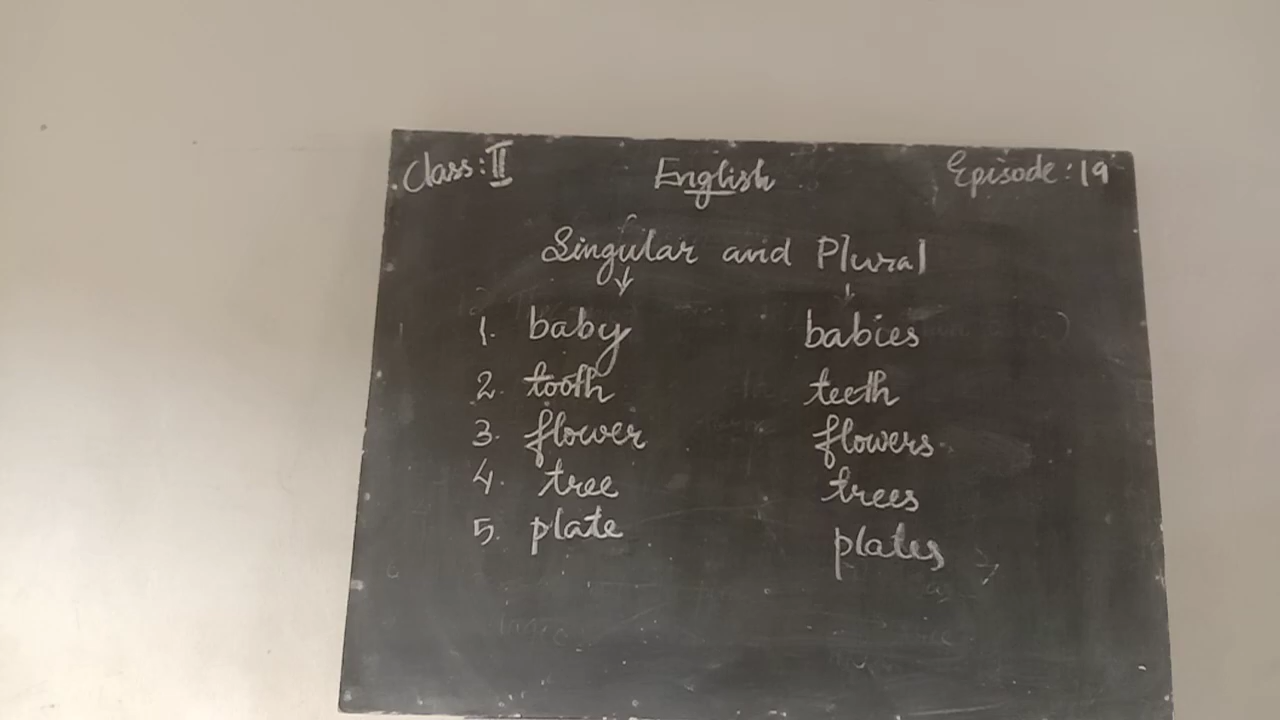 Class: II English Episode: 19
Singular and Plural
1. baby babies
2. tooth teeth
3. flower flowers
4. tree trees
5. plate plates